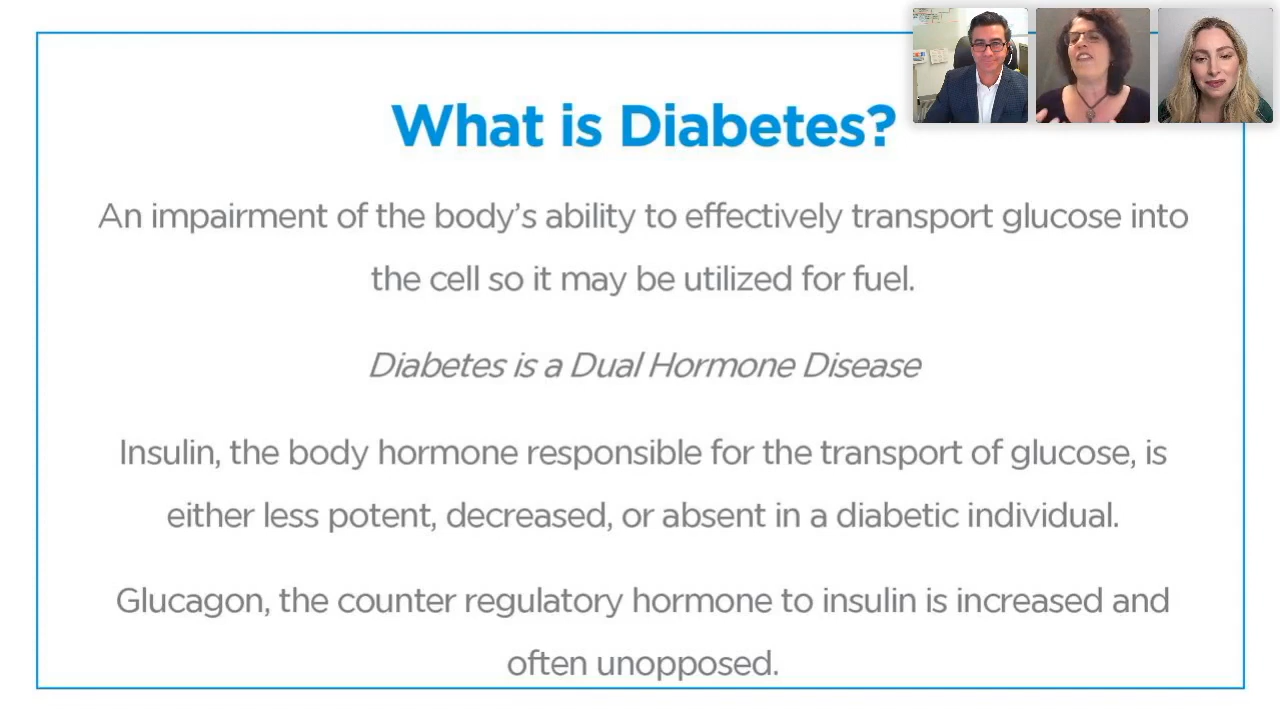 What is Diabetes?
An impairment of the body’s ability to effectively transport glucose into
the cell so it may be utilized for fuel.
Diabetes is a Dual Hormone Disease
Insulin, the body hormone responsible for the transport of glucose, is
either less potent, decreased, or absent in a diabetic individual.
Glucagon, the counter regulatory hormone to insulin is increased and
often unopposed.